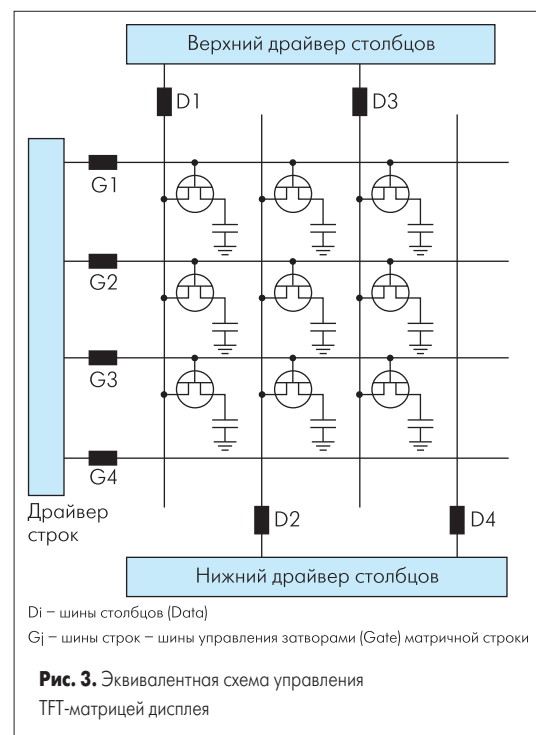 Верхний драйвер столбцов
D1
D3
G1
G2
G3
G4
Драйвер
строк
D2
D4
Нижний драйвер столбцов
Di – шины столбцов (Data)
Gj – шины строк – шины управления затворами (Gate) матричной строки
Рис. 3. Эквивалентная схема управления
TFT-матрицей дисплея